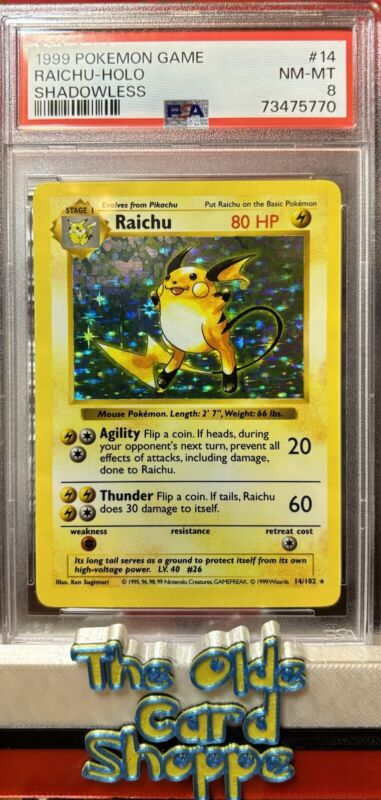 1999 POKEMON GAME #14
RAICHU-HOLO NM-MT
SHADOWLESS 8
PSA 73475770
Evolves from Pikachu Put Raichu on the Basic Pokémon
STAGE 1 Raichu 80 HP
Mouse Pokémon. Length: 2' 7", Weight: 66 lbs.
Agility Flip a coin. If heads, during
your opponent's next turn, prevent all
effects of attacks, including damage,
done to Raichu.
20
Thunder Flip a coin. If tails, Raichu
does 30 damage to itself.
60
weakness resistance retreat cost
Its long tail serves as a ground to protect itself from its own
high-voltage power. LV. 40 #26
Illus. Ken Sugimori © 1995, 96, 98, 99 Nintendo, Creatures, GAMEFREAK. © 1999 Wizards. 14/102 ★
The Olde
Card
Shoppe